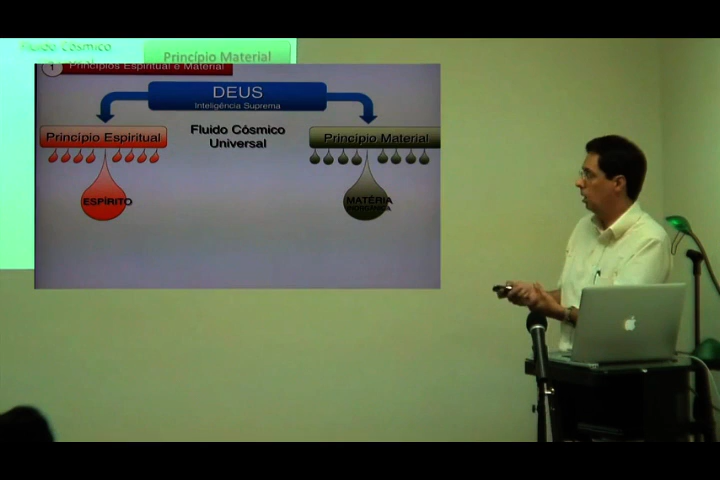 Fluido Cósmico
Princípio Material
1 Princípios Espiritual e Material
DEUS
Inteligência Suprema
Princípio Espiritual
Fluido Cósmico
Universal
Princípio Material
ESPÍRITO
MATÉRIA